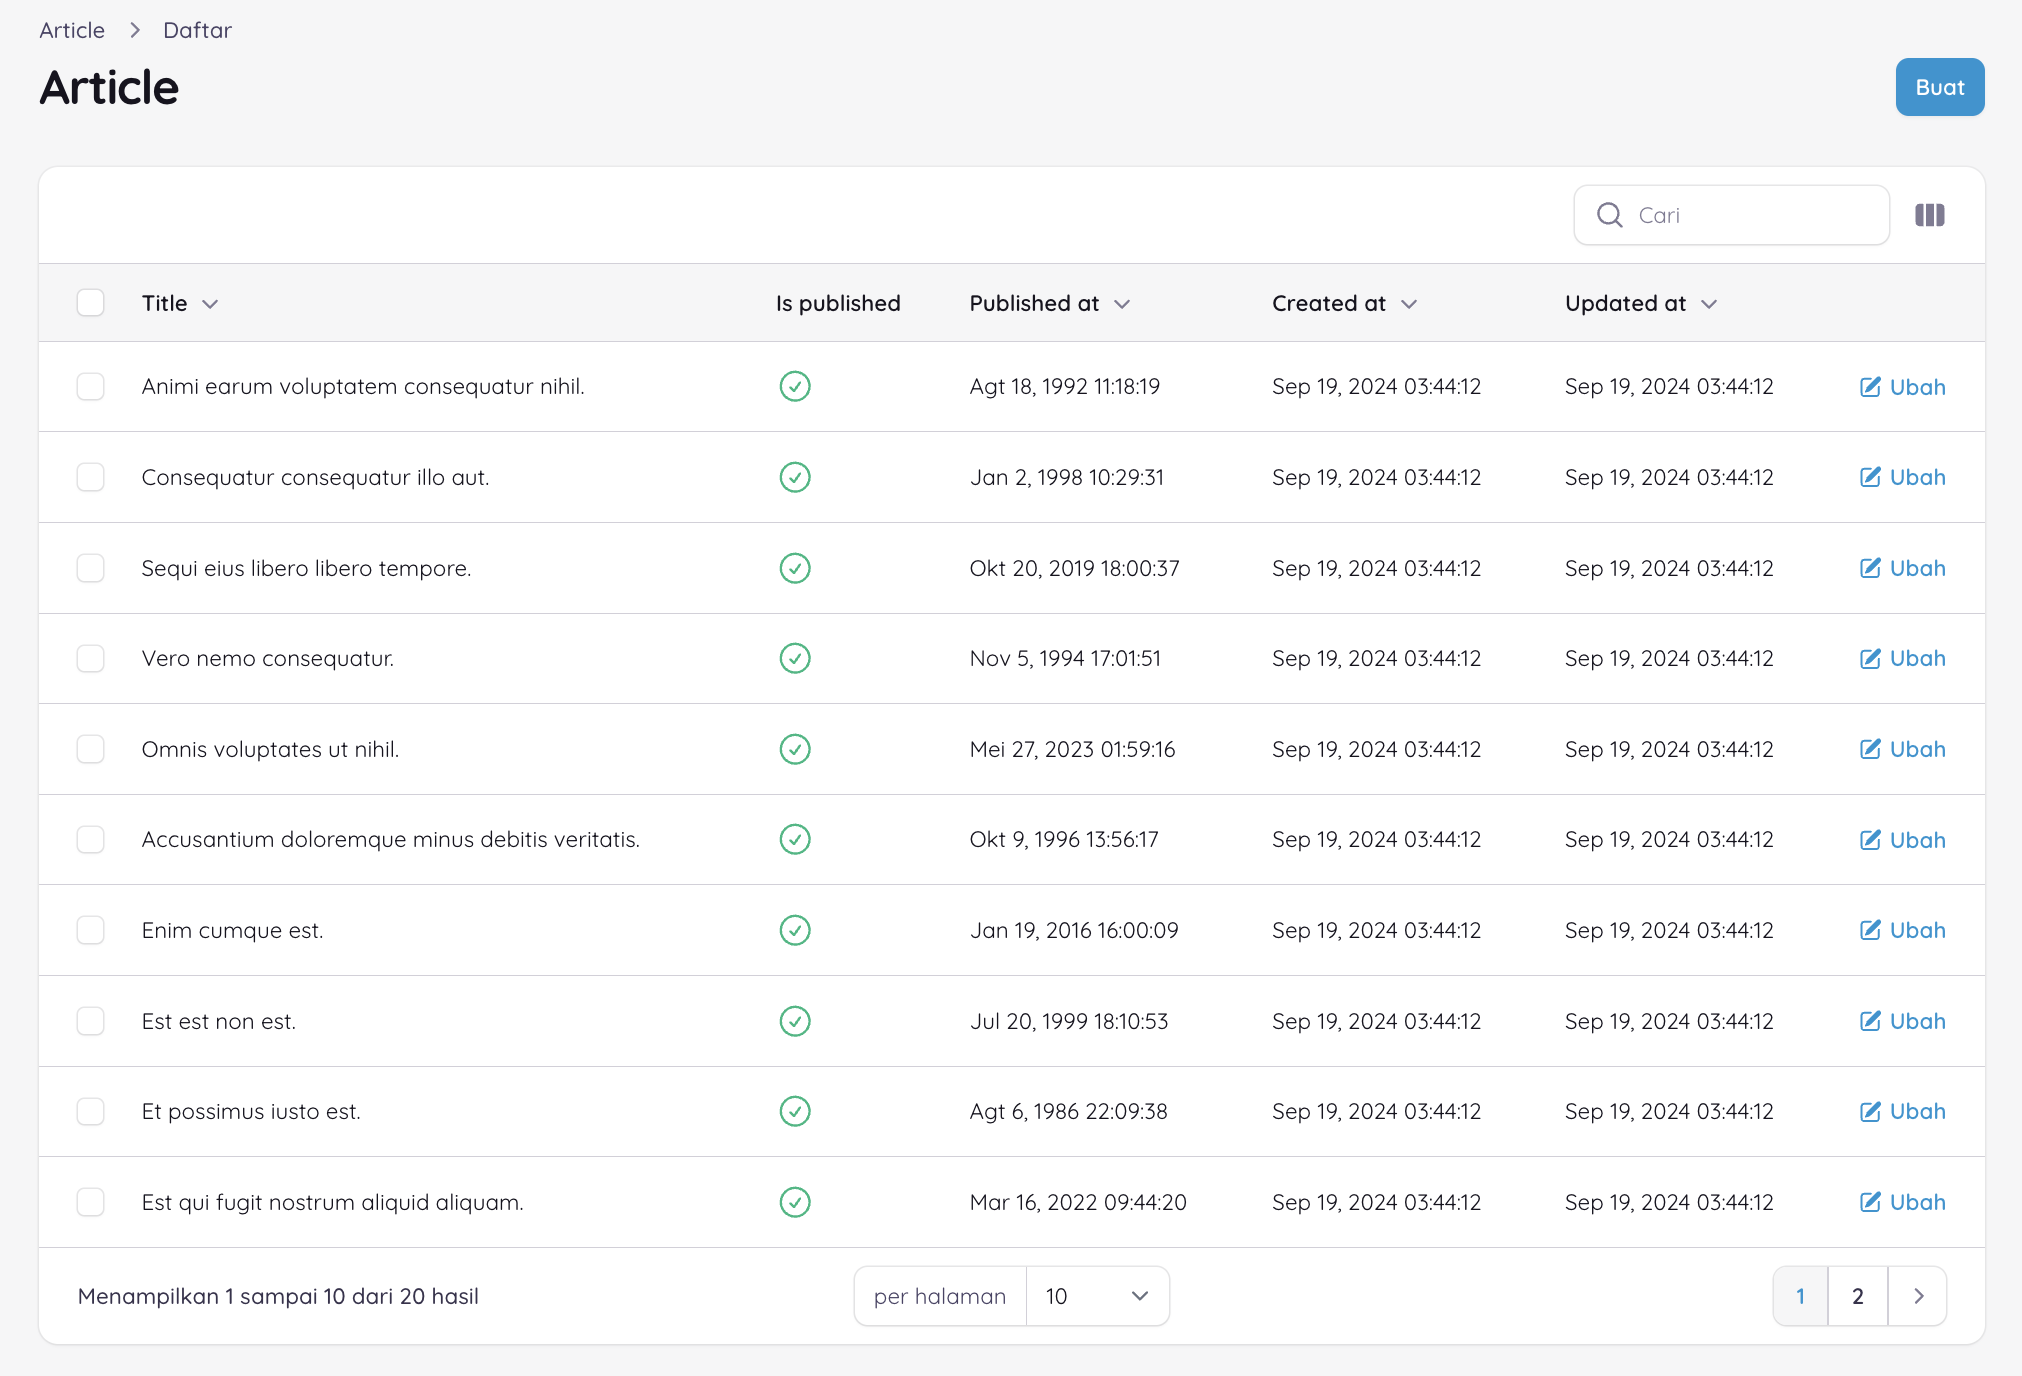 Article > Daftar
Article
Buat
Cari
Title Is published Published at Created at Updated at
Animi earum voluptatem consequatur nihil. Agt 18, 1992 11:18:19 Sep 19, 2024 03:44:12 Sep 19, 2024 03:44:12 Ubah
Consequatur consequatur illo aut. Jan 2, 1998 10:29:31 Sep 19, 2024 03:44:12 Sep 19, 2024 03:44:12 Ubah
Sequi eius libero libero tempore. Okt 20, 2019 18:00:37 Sep 19, 2024 03:44:12 Sep 19, 2024 03:44:12 Ubah
Vero nemo consequatur. Nov 5, 1994 17:01:51 Sep 19, 2024 03:44:12 Sep 19, 2024 03:44:12 Ubah
Omnis voluptates ut nihil. Mei 27, 2023 01:59:16 Sep 19, 2024 03:44:12 Sep 19, 2024 03:44:12 Ubah
Accusantium doloremque minus debitis veritatis. Okt 9, 1996 13:56:17 Sep 19, 2024 03:44:12 Sep 19, 2024 03:44:12 Ubah
Enim cumque est. Jan 19, 2016 16:00:09 Sep 19, 2024 03:44:12 Sep 19, 2024 03:44:12 Ubah
Est est non est. Jul 20, 1999 18:10:53 Sep 19, 2024 03:44:12 Sep 19, 2024 03:44:12 Ubah
Et possimus iusto est. Agt 6, 1986 22:09:38 Sep 19, 2024 03:44:12 Sep 19, 2024 03:44:12 Ubah
Est qui fugit nostrum aliquid aliquam. Mar 16, 2022 09:44:20 Sep 19, 2024 03:44:12 Sep 19, 2024 03:44:12 Ubah
Menampilkan 1 sampai 10 dari 20 hasil per halaman 10 1 2